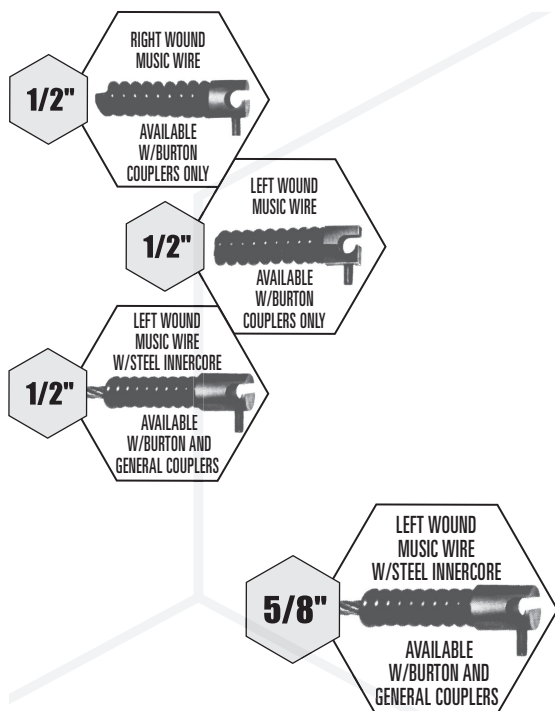 RIGHT WOUND
MUSIC WIRE
1/2"
AVAILABLE
W/BURTON
COUPLERS ONLY
LEFT WOUND
MUSIC WIRE
1/2"
AVAILABLE
W/BURTON
COUPLERS ONLY
LEFT WOUND
MUSIC WIRE
W/STEEL INNERCORE
1/2"
AVAILABLE
W/BURTON AND
GENERAL COUPLERS
LEFT WOUND
MUSIC WIRE
W/STEEL INNERCORE
5/8"
AVAILABLE
W/BURTON AND
GENERAL COUPLERS